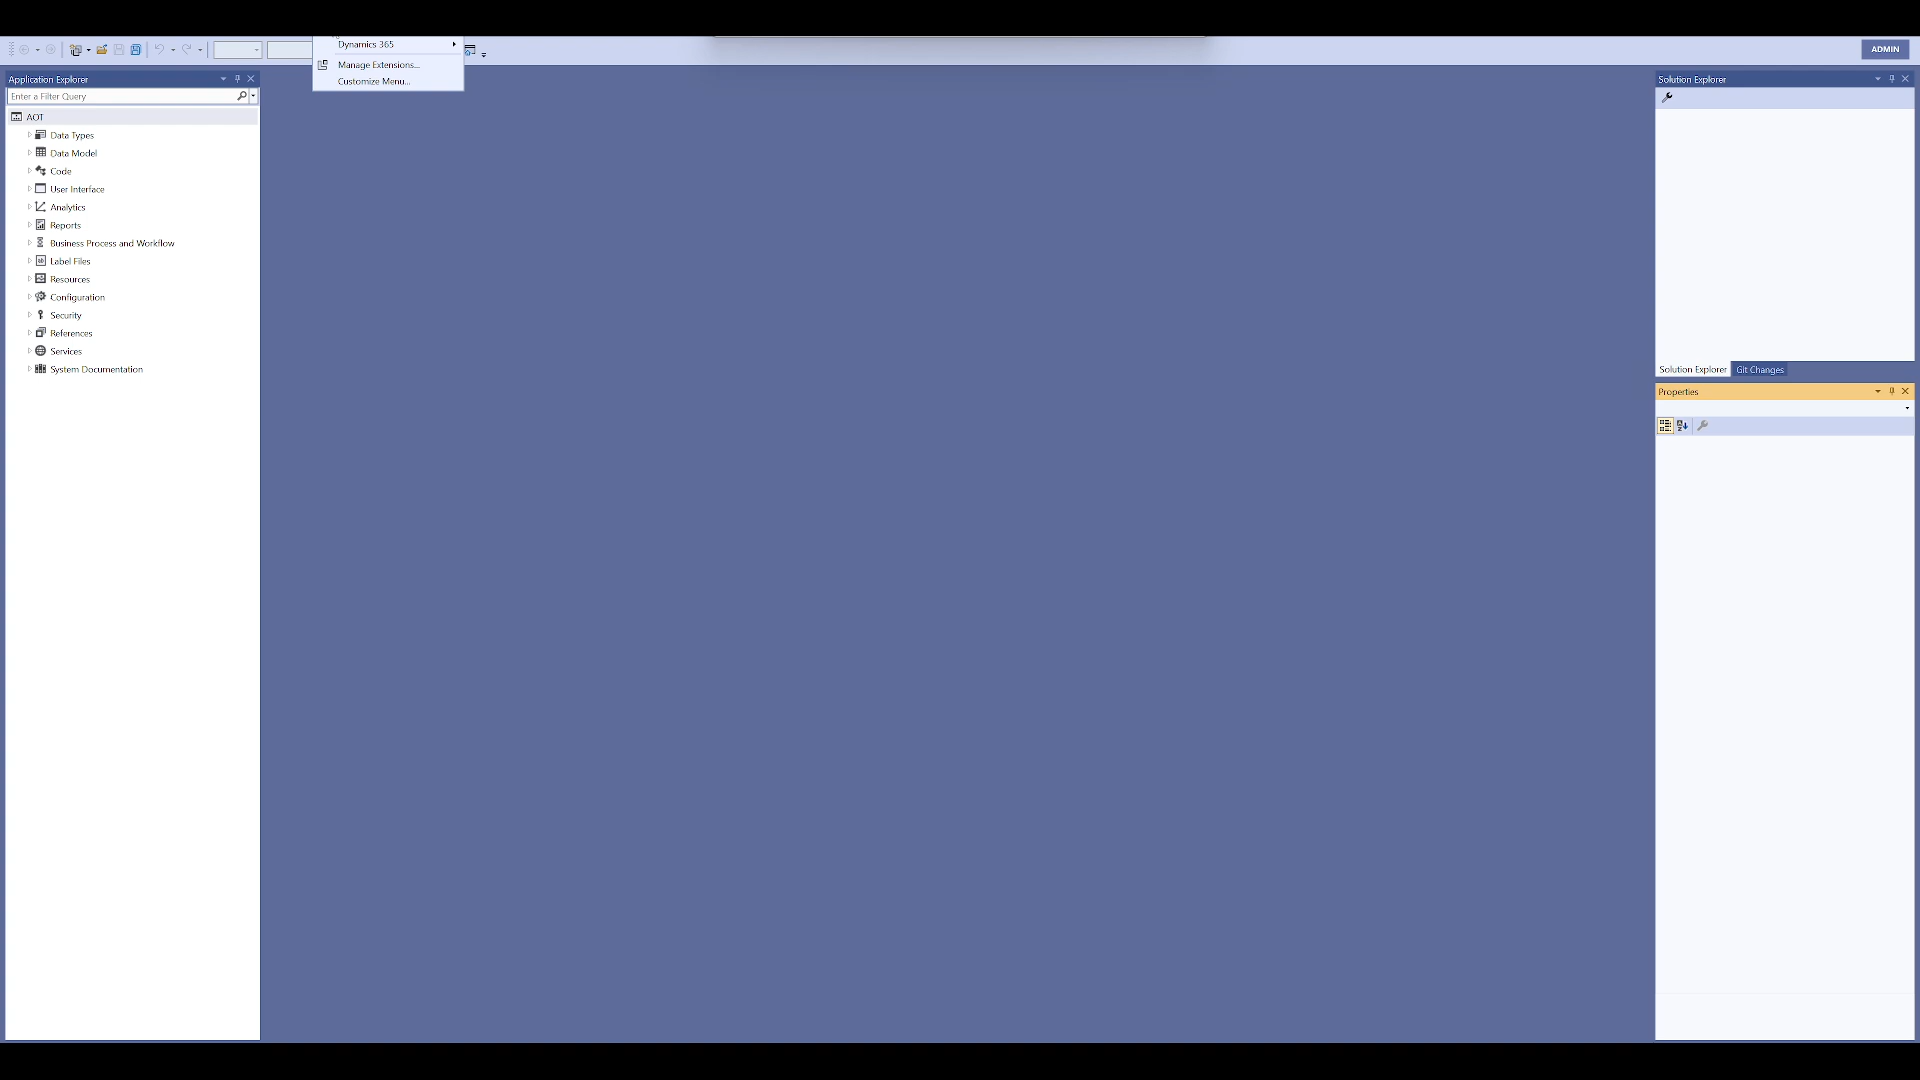 Dynamics 365
Manage Extensions...
Customize Menu...
ADMIN
Application Explorer
Enter a Filter Query
AOT
Data Types
Data Model
Code
User Interface
Analytics
Reports
Business Process and Workflow
Label Files
Resources
Configuration
Security
References
Services
System Documentation
Solution Explorer
Solution Explorer
Git Changes
Properties